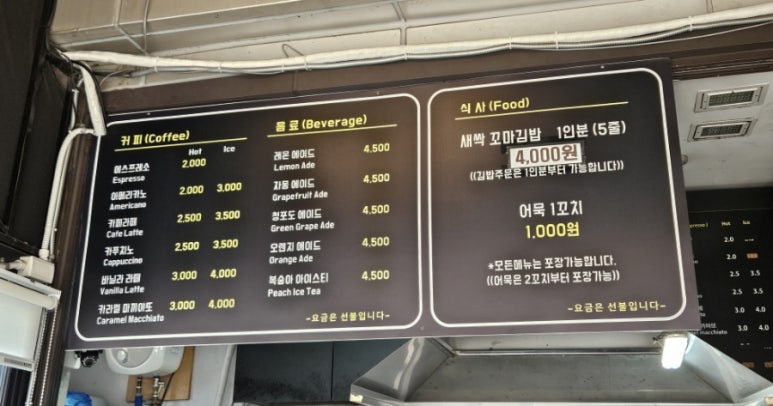 커 피 (Coffee)
Hot Ice
에스프레소 2,000
Espresso
아메리카노 2,000 3,000
Americano
카페라떼 2,500 3,500
Cafe Latte
카푸치노 2,500 3,500
Cappuccino
바닐라 라떼 3,000 4,000
Vanilla Latte
카라멜 마끼아또 3,000 4,000
Caramel Macchiato
음 료 (Beverage)
레몬 에이드 4,500
Lemon Ade
자몽 에이드 4,500
Grapefruit Ade
청포도 에이드 4,500
Green Grape Ade
오렌지 에이드 4,500
Orange Ade
복숭아 아이스티 4,500
Peach Ice Tea
-요금은 선불입니다-
식 사 (Food)
새싹 꼬마김밥 1인분 (5줄)
4,000원
((김밥주문은 1인분부터 가능합니다))
어묵 1꼬치
1,000원
*모든메뉴는 포장가능합니다.
((어묵은 2꼬치부터 포장가능))
-요금은 선불입니다-
Hot Ice
2.0
2.0 3.0
2.5 3.5
2.5 3.5
3.0 4.0
3.0 4.0